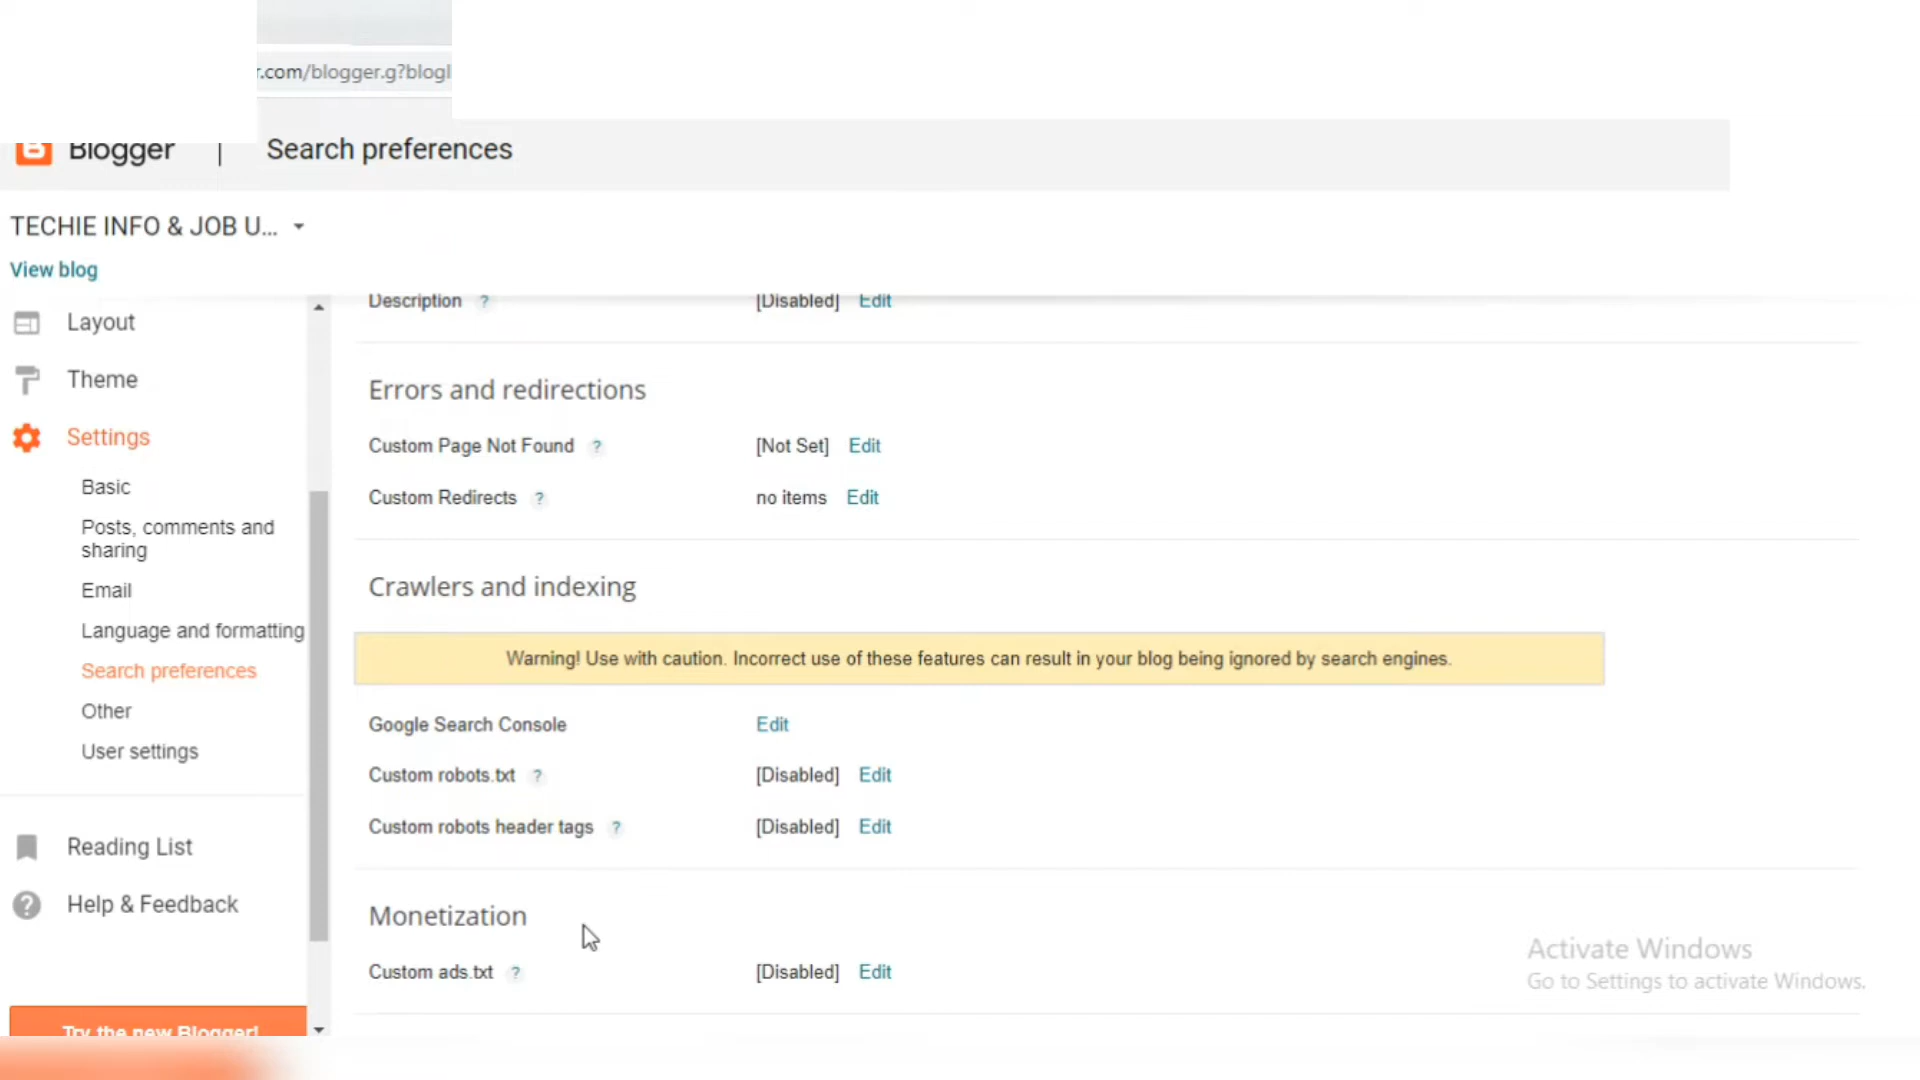 r.com/blogger.g?blogI
Blogger | Search preferences
TECHIE INFO & JOB U...
View blog
Layout
Theme
Settings
Basic
Posts, comments and
sharing
Email
Language and formatting
Search preferences
Other
User settings
Reading List
Help & Feedback
Try the new Blogger!
Description ? [Disabled] Edit
Errors and redirections
Custom Page Not Found ? [Not Set] Edit
Custom Redirects ? no items Edit
Crawlers and indexing
Warning! Use with caution. Incorrect use of these features can result in your blog being ignored by search engines.
Google Search Console Edit
Custom robots.txt ? [Disabled] Edit
Custom robots header tags ? [Disabled] Edit
Monetization
Custom ads.txt ? [Disabled] Edit
Activate Windows
Go to Settings to activate Windows.